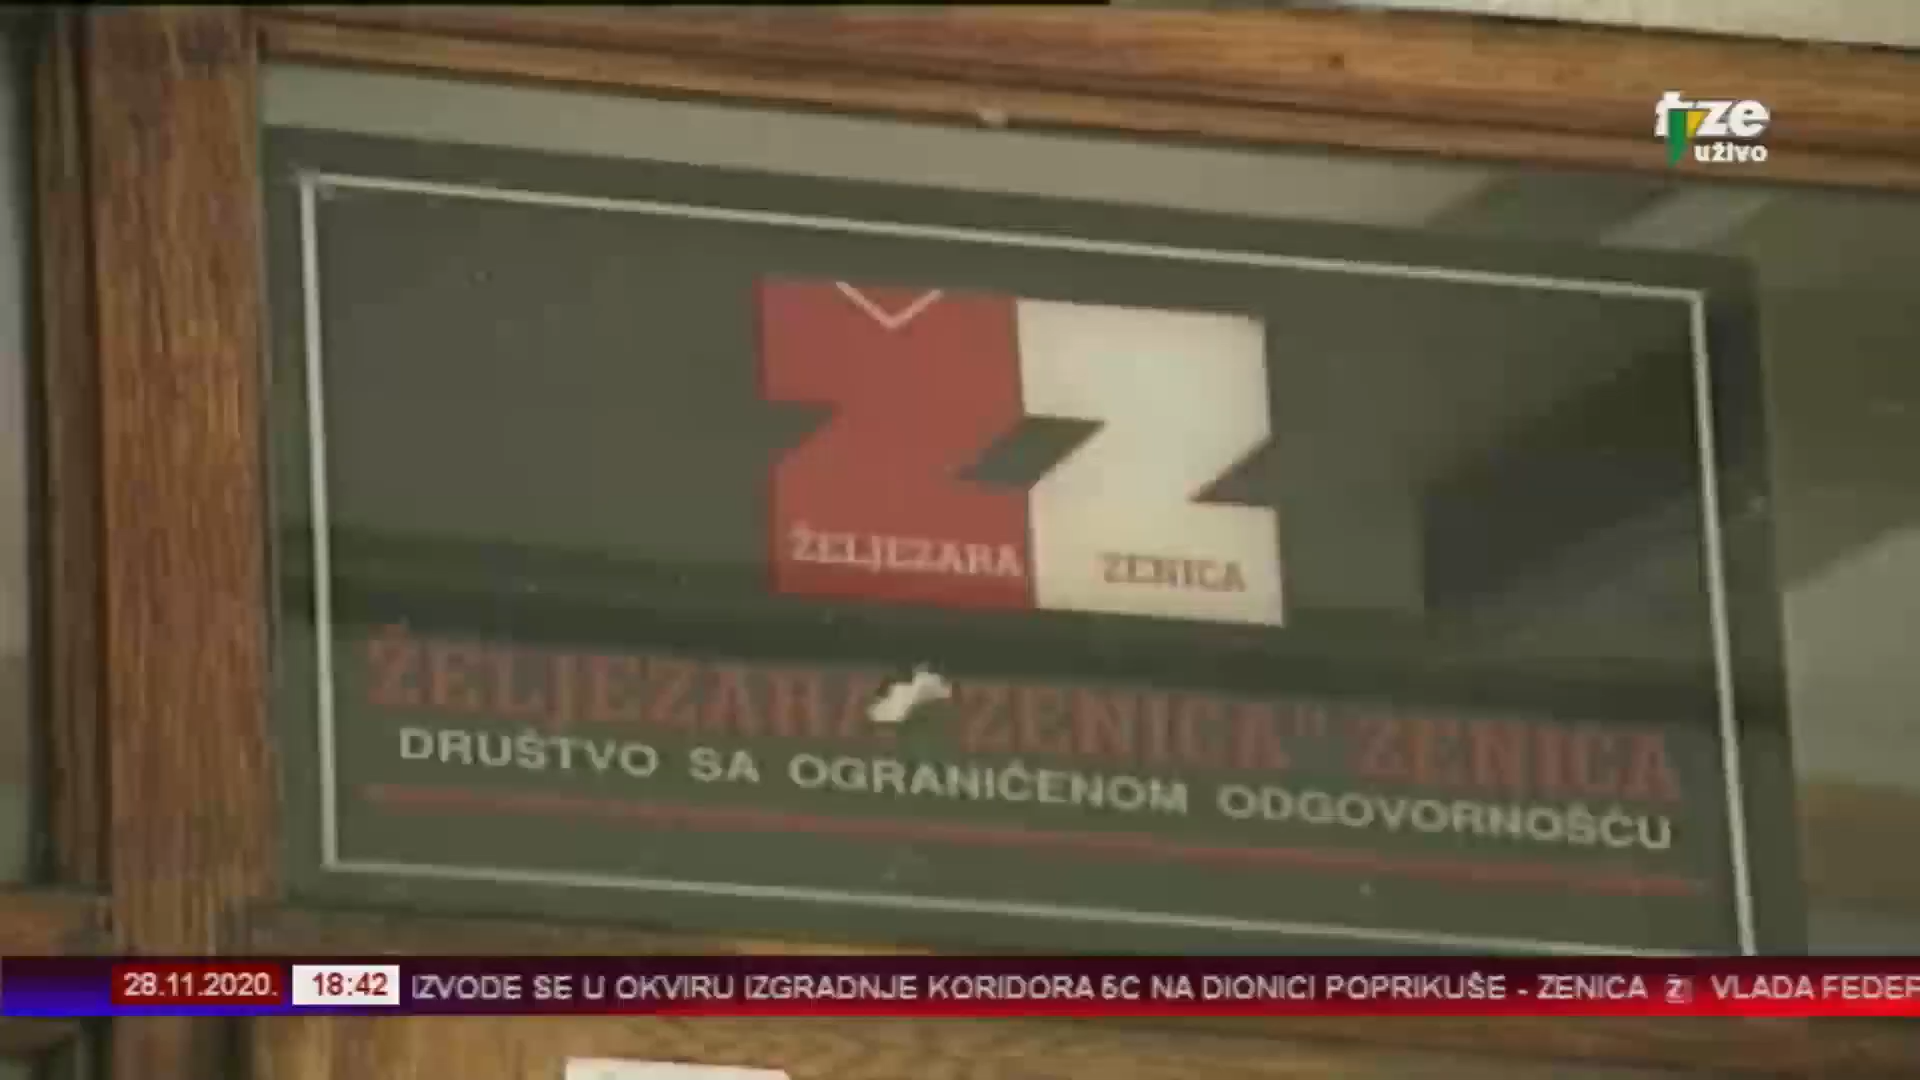 rtvze
uživo
ŽELJEZARA ZENICA
ŽELJEZARA "ZENICA" ZENICA
DRUŠTVO SA OGRANIČENOM ODGOVORNOŠĆU
28.11.2020. 18:42 IZVODE SE U OKVIRU IZGRADNJE KORIDORA 5C NA DIONICI POPRIKUŠE - ZENICA Z VLADA FEDER